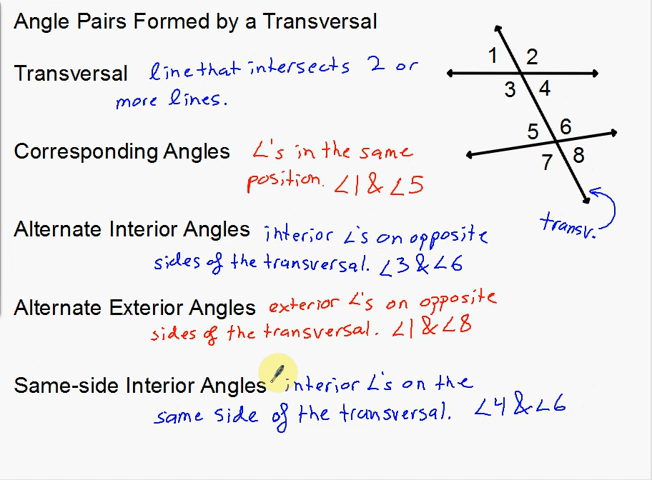 Angle Pairs Formed by a Transversal
1 2
Transversal line that intersects 2 or
more lines.
3 4
5 6
Corresponding Angles ∠'s in the same
7 8
position. ∠1 & ∠5
transv.
Alternate Interior Angles interior ∠'s on opposite
sides of the transversal. ∠3 & ∠6
Alternate Exterior Angles exterior ∠'s on opposite
sides of the transversal. ∠1 & ∠8
Same-side Interior Angles interior ∠'s on the
same side of the transversal. ∠4 & ∠6